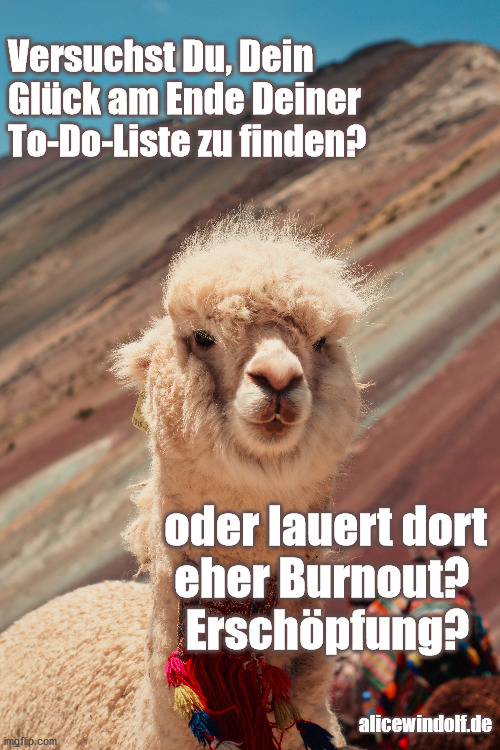 Versuchst Du, Dein
Glück am Ende Deiner
To-Do-Liste zu finden?
oder lauert dort
eher Burnout?
Erschöpfung?
alicewindolf.de
imgflip.com